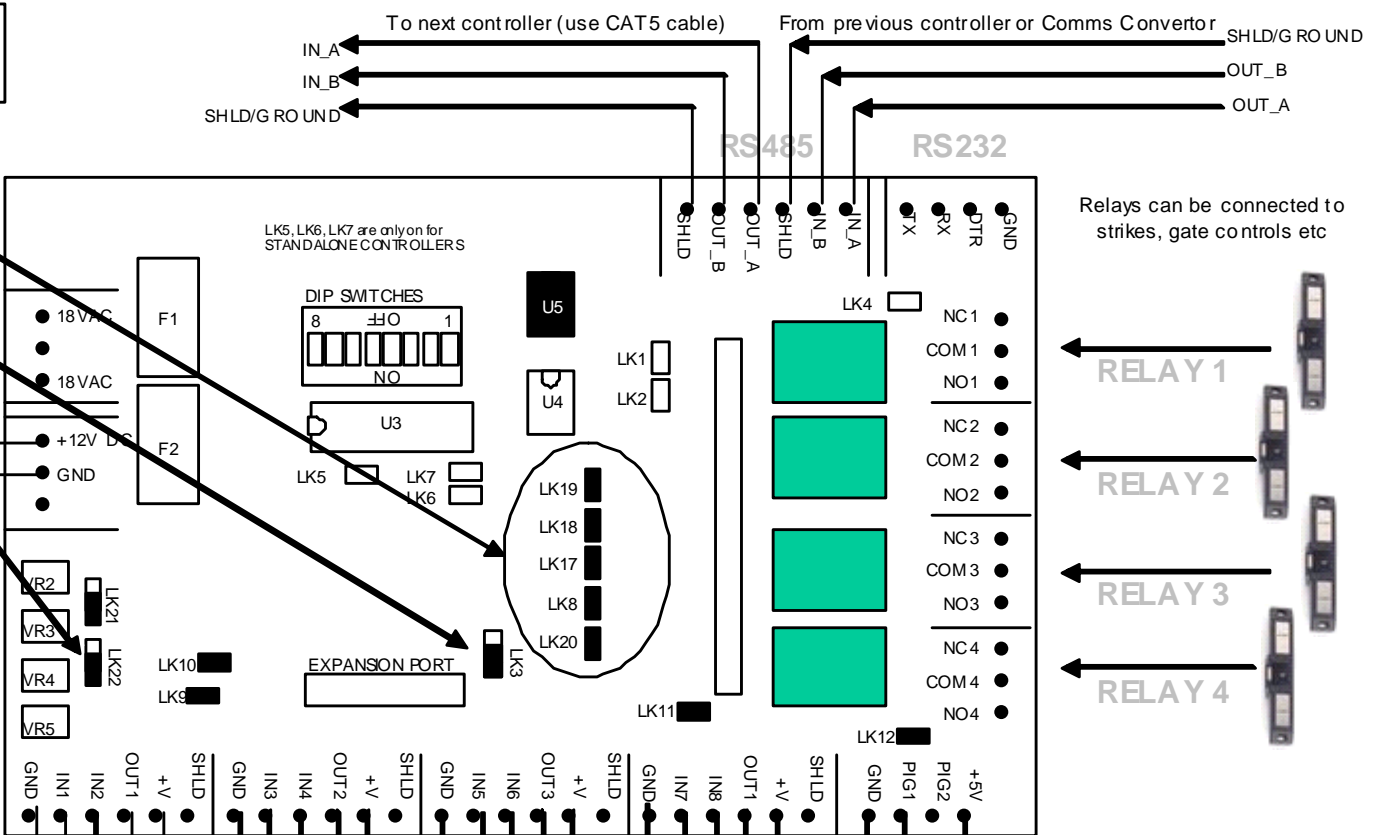 To next controller (use CAT5 cable)
From previous controller or Comms Convertor
IN_A
SHLD/GROUND
IN_B
OUT_B
SHLD/GROUND
OUT_A
RS485
RS232
SHLD
OUT_B
OUT_A
SHLD
IN_B
IN_A
TX
RX
DTR
GND
Relays can be connected to
strikes, gate controls etc
LK5, LK6, LK7 are only on for
STANDALONE CONTROLLERS
DIP SWITCHES
8
OFF
1
ON
U5
LK4
18VAC
F1
18VAC
LK1
LK2
U4
U3
NC1
COM1
NO1
RELAY 1
+12V DC
GND
F2
LK5
LK7
LK6
NC2
COM2
NO2
RELAY 2
LK19
LK18
LK17
LK8
LK20
NC3
COM3
NO3
RELAY 3
VR2
VR3
VR4
VR5
LK21
LK22
LK10
LK9
EXPANSION PORT
LK3
LK11
LK12
NC4
COM4
NO4
RELAY 4
GND
IN1
IN2
OUT1
+V
SHLD
GND
IN3
IN4
OUT2
+V
SHLD
GND
IN5
IN6
OUT3
+V
SHLD
GND
IN7
IN8
OUT1
+V
SHLD
GND
PIG1
PIG2
+5V